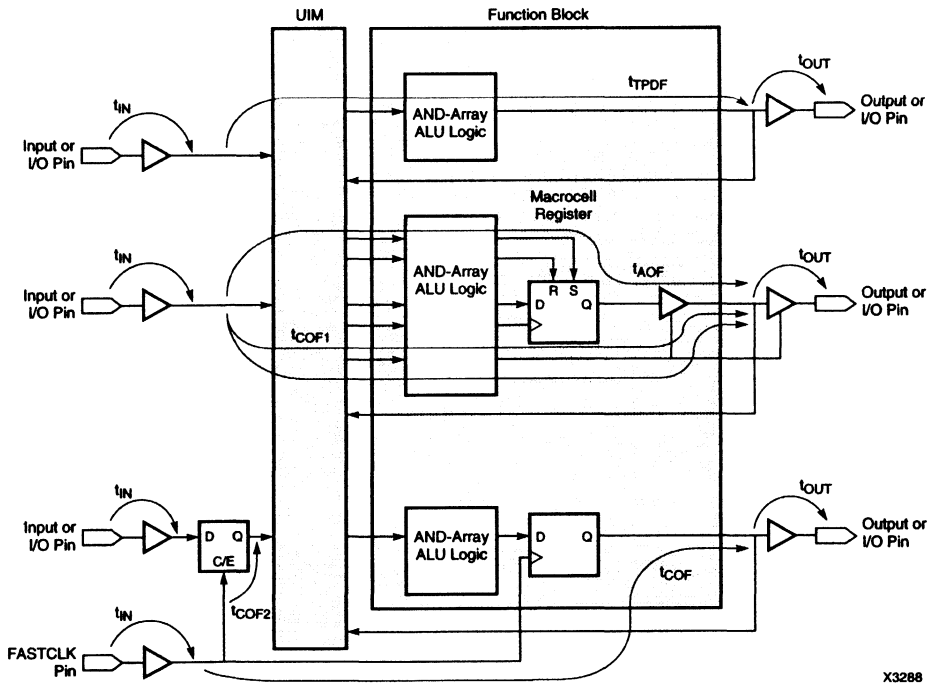 UIM
Function Block
tIN
tTPDF
tOUT
Input or
I/O Pin
AND-Array
ALU Logic
Output or
I/O Pin
Macrocell
Register
tIN
tAOF
tOUT
Input or
I/O Pin
AND-Array
ALU Logic
R S
D Q
Output or
I/O Pin
tCOF1
tIN
tOUT
Input or
I/O Pin
D Q
C/E
AND-Array
ALU Logic
D Q
Output or
I/O Pin
tCOF2
tCOF
tIN
FASTCLK
Pin
X3288